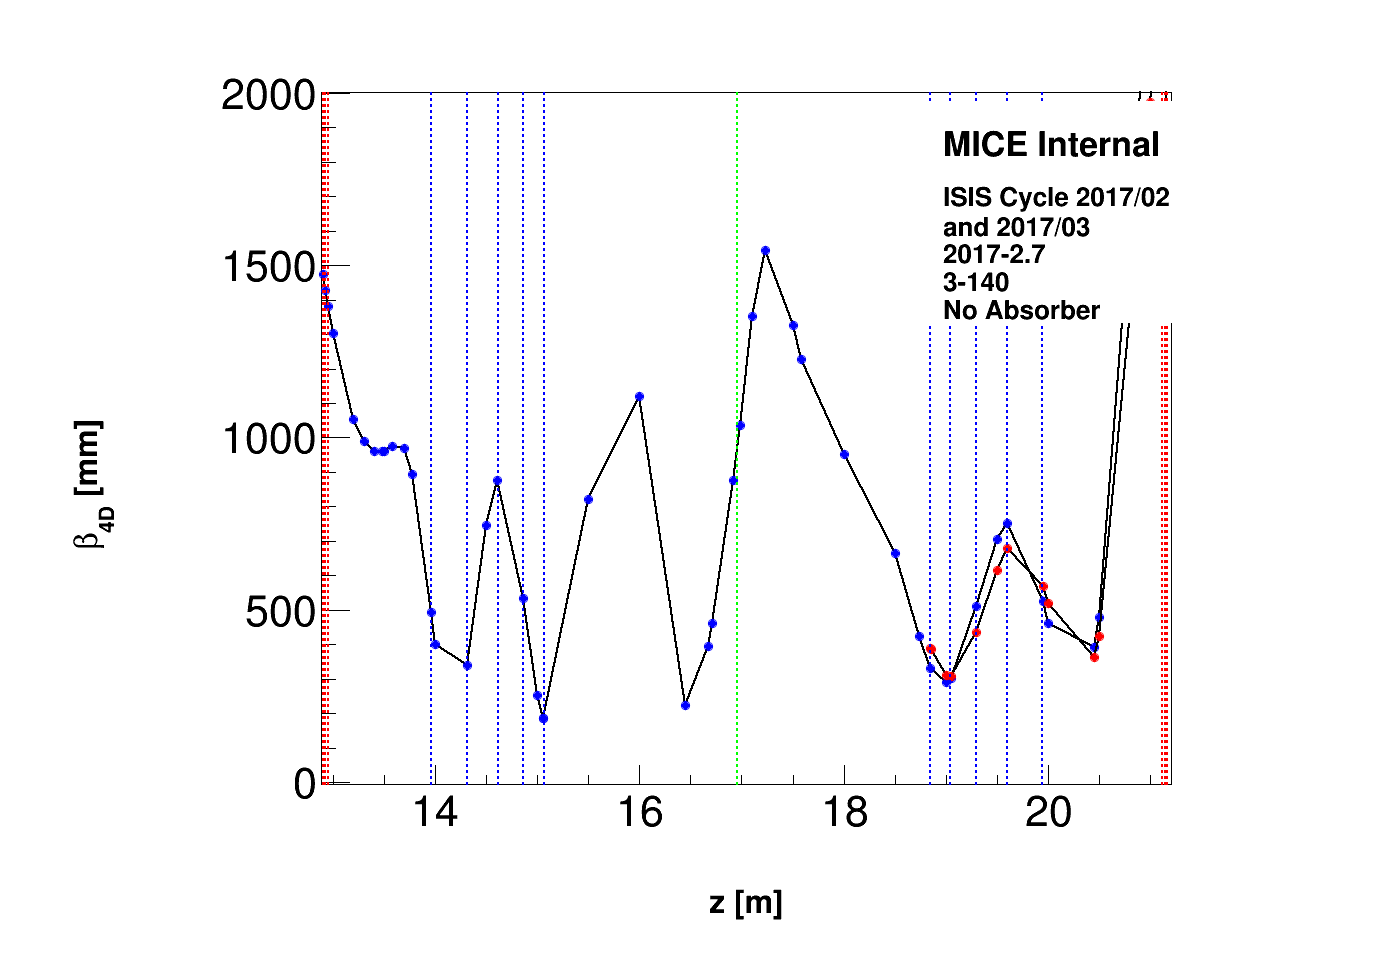 2000
1500
1000
500
0
14
16
18
20
β4D [mm]
z [m]
MICE Internal
ISIS Cycle 2017/02
and 2017/03
2017-2.7
3-140
No Absorber